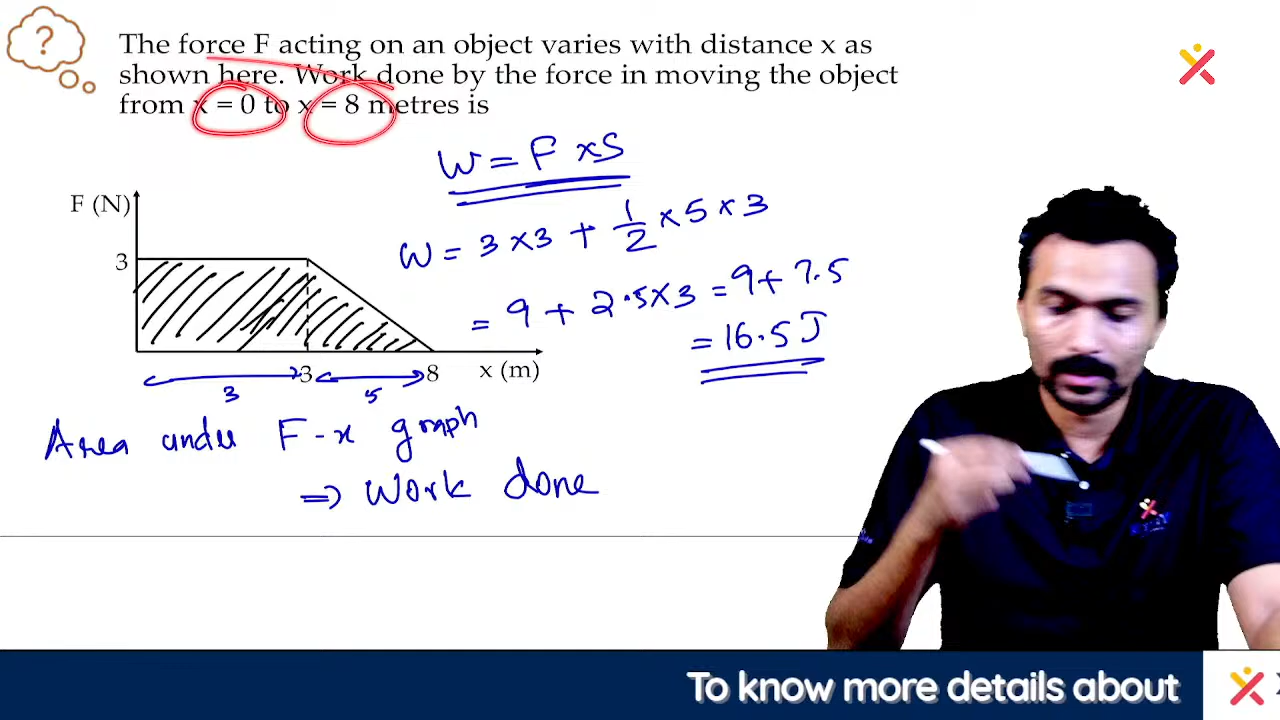 ?
The force F acting on an object varies with distance x as
shown here. Work done by the force in moving the object
from x = 0 to x = 8 metres is
W = F × S
F (N)
W = 3 × 3 + 1/2 × 5 × 3
3
= 9 + 2.5 × 3 = 9 + 7.5
= 16.5 J
3 8 x (m)
3 5
Area under F - x graph
⇒ Work done
To know more details about